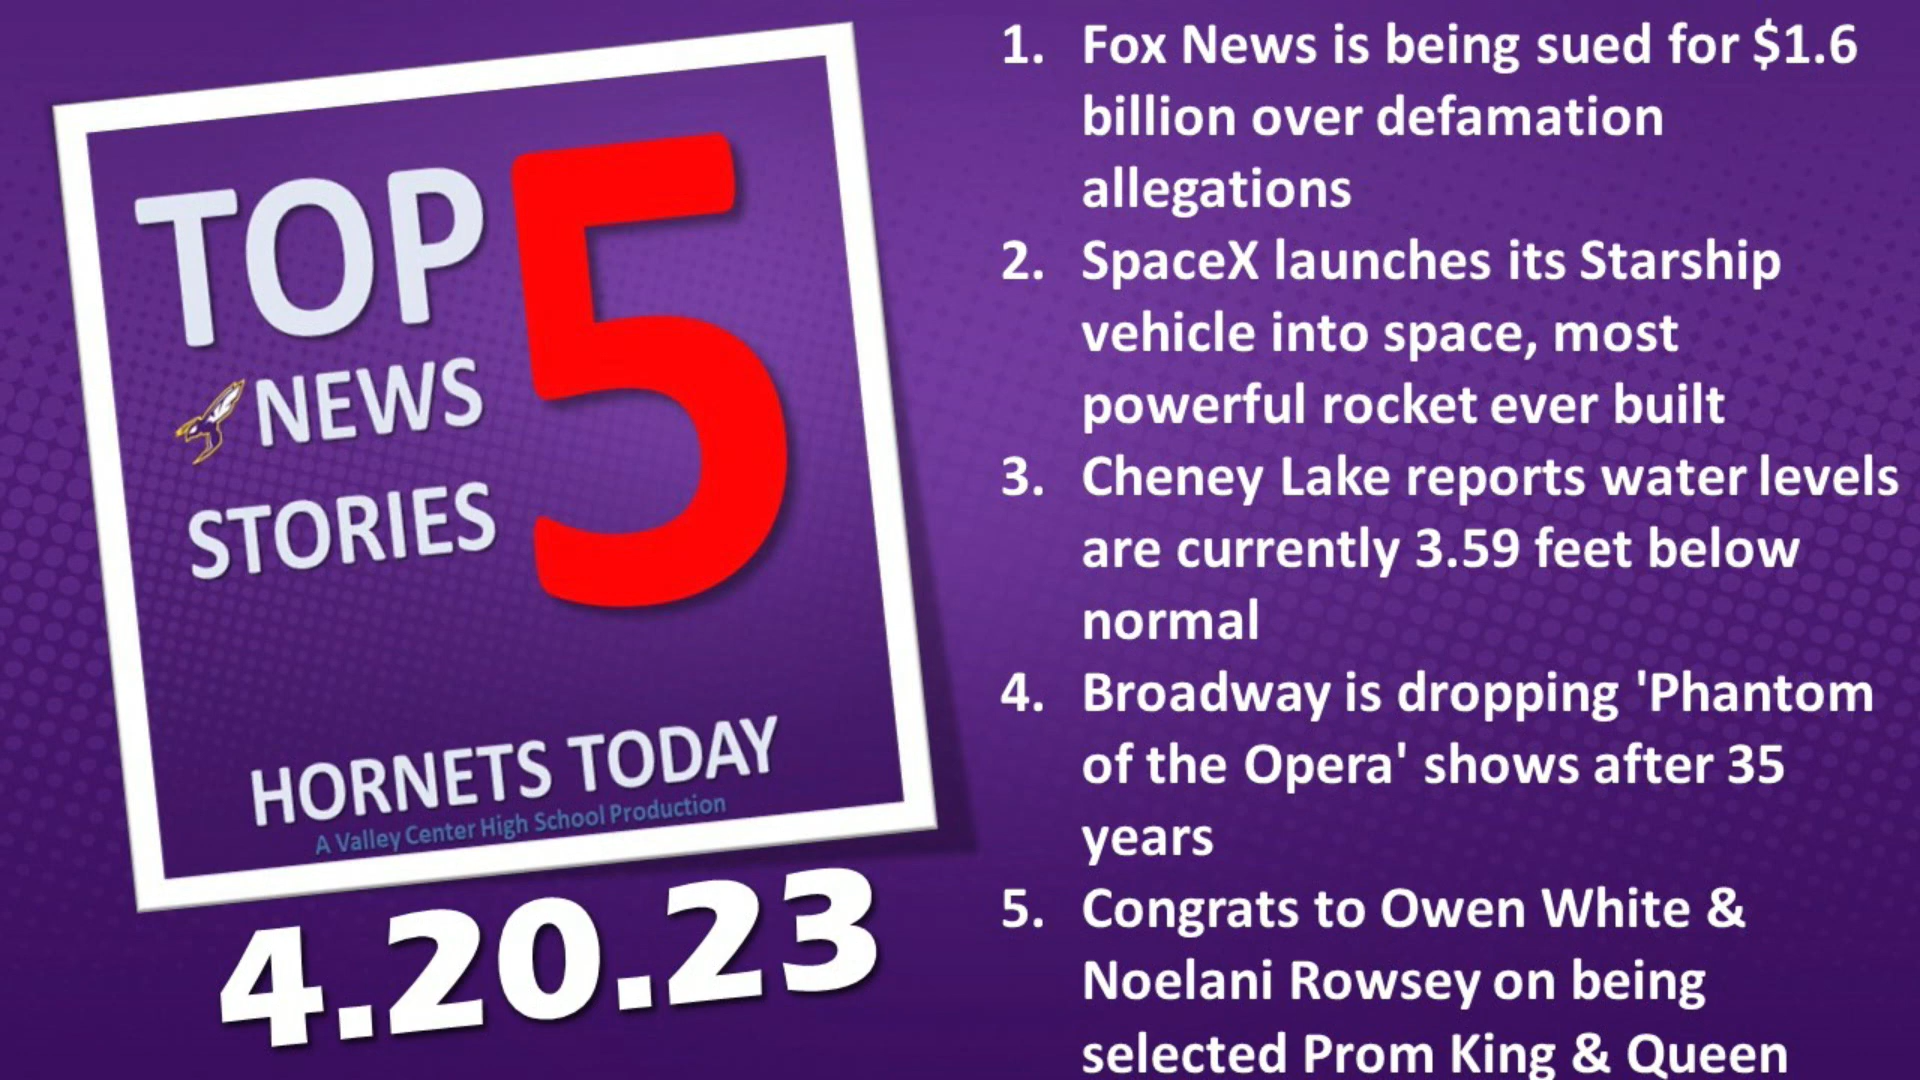 TOP 5
NEWS
STORIES
HORNETS TODAY
A Valley Center High School Production
4.20.23
1. Fox News is being sued for $1.6
billion over defamation
allegations
2. SpaceX launches its Starship
vehicle into space, most
powerful rocket ever built
3. Cheney Lake reports water levels
are currently 3.59 feet below
normal
4. Broadway is dropping 'Phantom
of the Opera' shows after 35
years
5. Congrats to Owen White &
Noelani Rowsey on being
selected Prom King & Queen